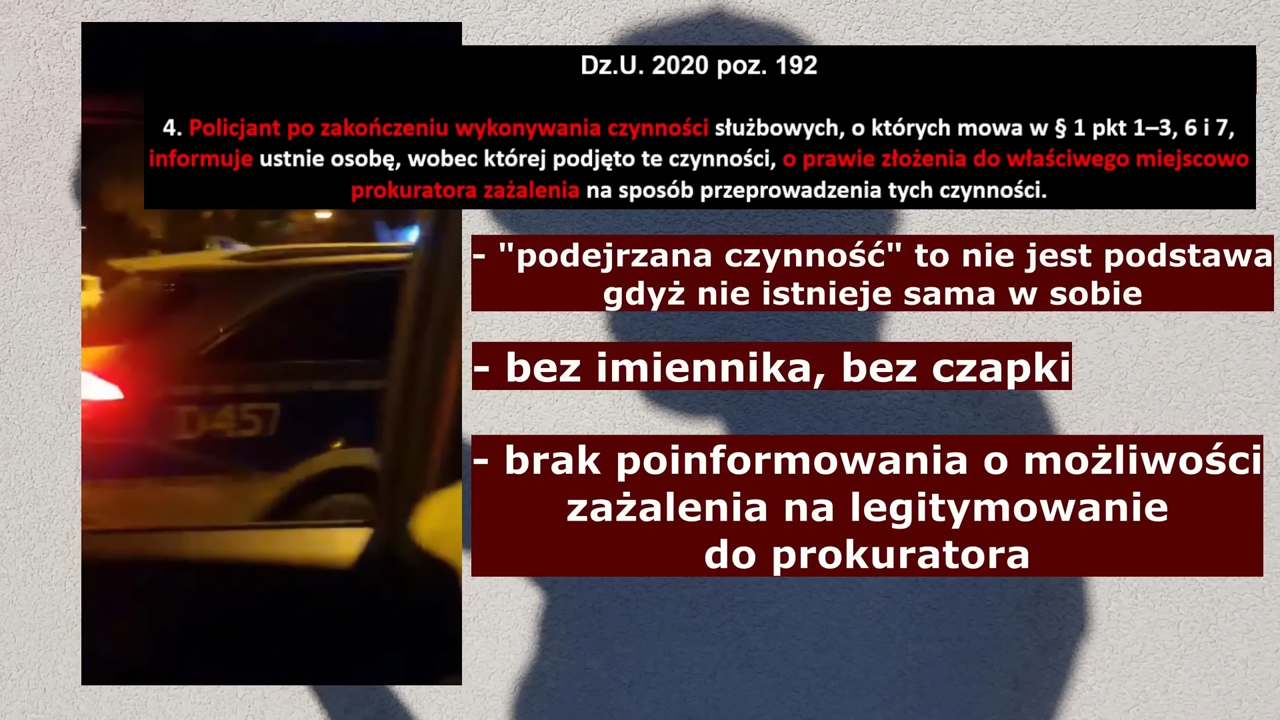 Dz.U. 2020 poz. 192
4. Policjant po zakończeniu wykonywania czynności służbowych, o których mowa w § 1 pkt 1–3, 6 i 7,
informuje ustnie osobę, wobec której podjęto te czynności, o prawie złożenia do właściwego miejscowo
prokuratora zażalenia na sposób przeprowadzenia tych czynności.
- "podejrzana czynność" to nie jest podstawa
gdyż nie istnieje sama w sobie
- bez imiennika, bez czapki
- brak poinformowania o możliwości
zażalenia na legitymowanie
do prokuratora
D457